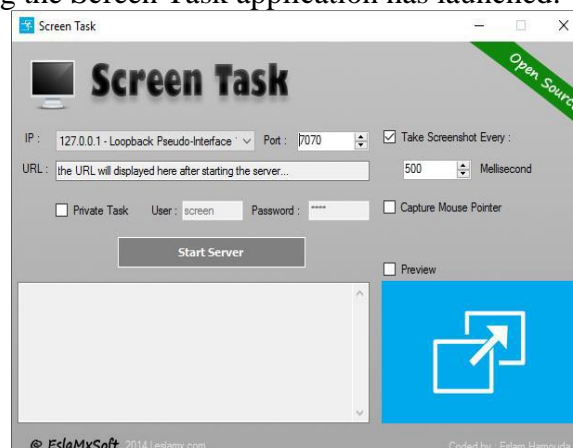 g the Screen Task application has launched.
Screen Task
Open Source
Screen Task
IP : 127.0.0.1 - Loopback Pseudo-Interface Port : 7070 Take Screenshot Every :
URL : the URL will displayed here after starting the server... 500 Mellisecond
Private Task User : screen Password : **** Capture Mouse Pointer
Start Server
Preview
@ EslaMxSoft 2014 | eslamx.com Coded by : Eslam Hamouda